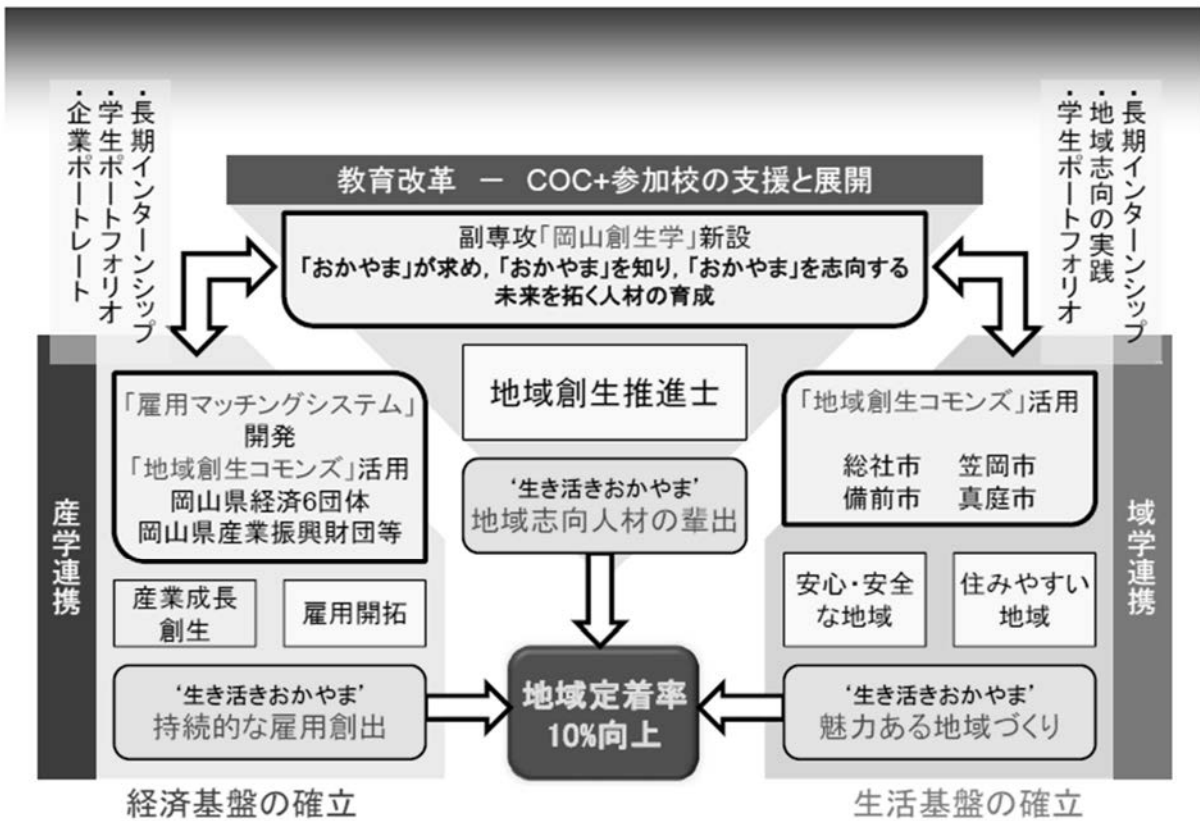 ・長期インターンシップ
・学生ポートフォリオ
・企業ポートレート
・長期インターンシップ
・地域志向の実践
・学生ポートフォリオ
教育改革 － COC+参加校の支援と展開
副専攻「岡山創生学」新設
「おかやま」が求め，「おかやま」を知り，「おかやま」を志向する
未来を拓く人材の育成
地域創生推進士
'生き活きおかやま'
地域志向人材の輩出
産学連携
「雇用マッチングシステム」
開発
「地域創生コモンズ」活用
岡山県経済6団体
岡山県産業振興財団等
産業成長
創生
雇用開拓
'生き活きおかやま'
持続的な雇用創出
経済基盤の確立
地域定着率
10%向上
域学連携
「地域創生コモンズ」活用
総社市 笠岡市
備前市 真庭市
安心・安全
な地域
住みやすい
地域
'生き活きおかやま'
魅力ある地域づくり
生活基盤の確立